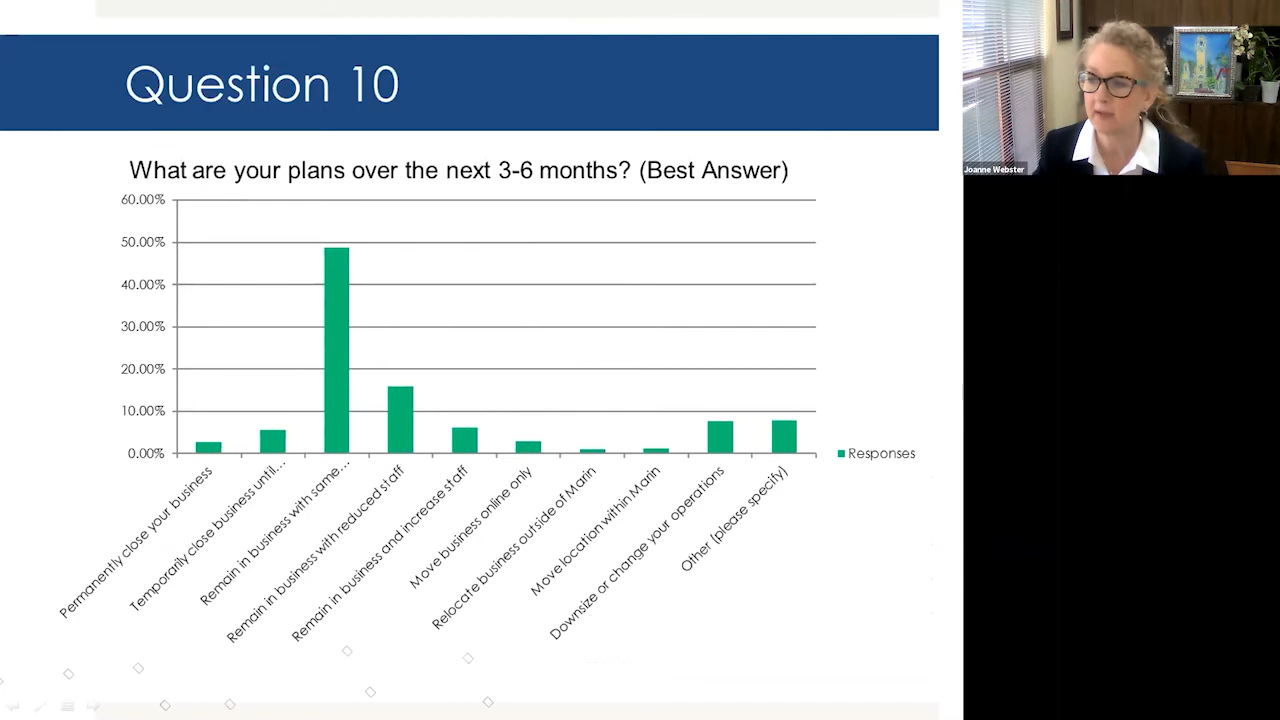 Question 10
Joanne Webster
What are your plans over the next 3-6 months? (Best Answer)
60.00%
50.00%
40.00%
30.00%
20.00%
10.00%
0.00%
Responses
Permanently close your business
Temporarily close business until...
Remain in business with same...
Remain in business with reduced staff
Remain in business and increase staff
Move business online only
Relocate business outside of Marin
Move location within Marin
Downsize or change your operations
Other (please specify)